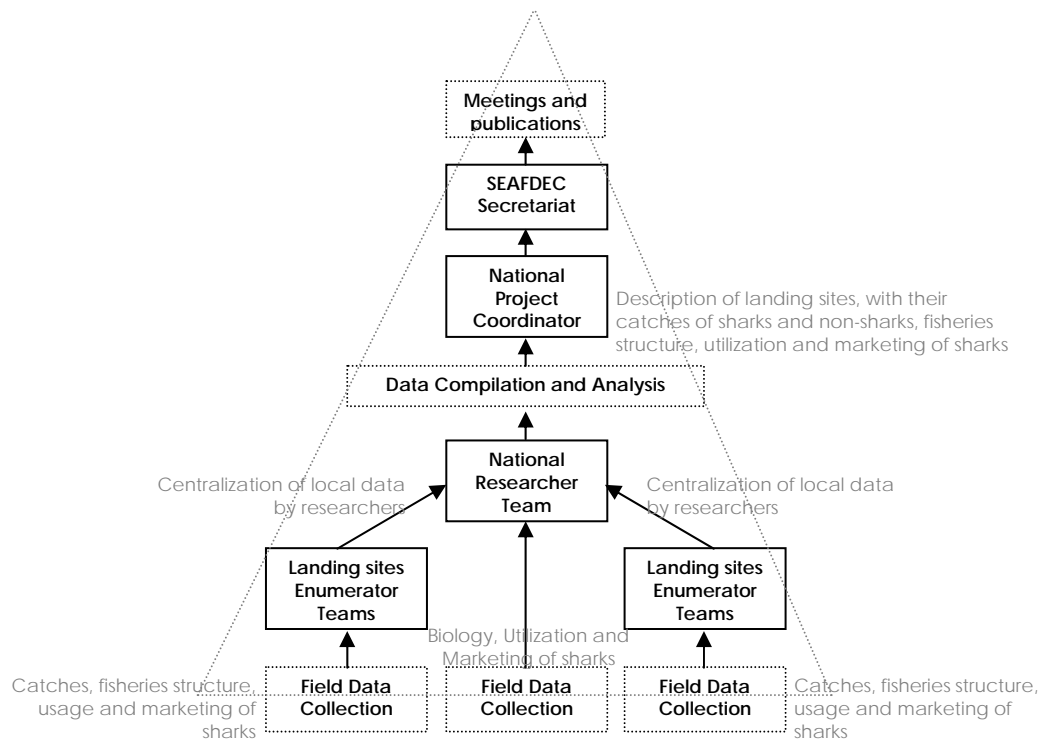 Meetings and
publications
SEAFDEC
Secretariat
National
Project
Coordinator
Description of landing sites, with their
catches of sharks and non-sharks, fisheries
structure, utilization and marketing of sharks
Data Compilation and Analysis
National
Researcher
Team
Centralization of local data
by researchers
Centralization of local data
by researchers
Landing sites
Enumerator
Teams
Landing sites
Enumerator
Teams
Biology, Utilization and
Marketing of sharks
Catches, fisheries structure,
usage and marketing of
sharks
Field Data
Collection
Field Data
Collection
Field Data
Collection
Catches, fisheries structure,
usage and marketing of
sharks